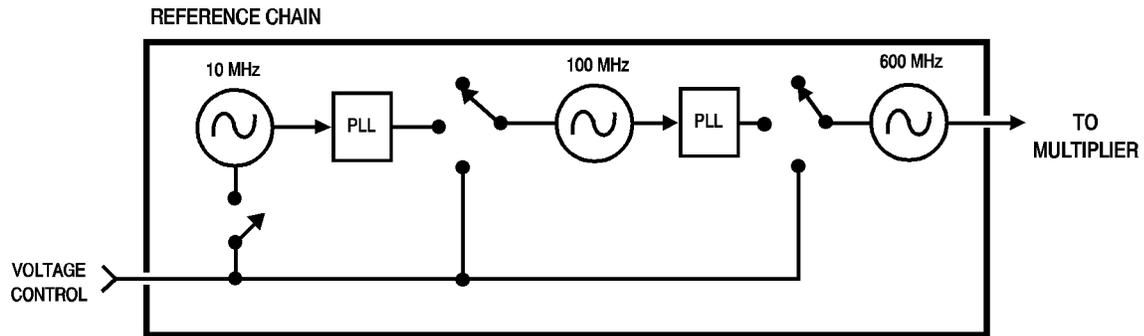 REFERENCE CHAIN
10 MHz
100 MHz
600 MHz
PLL
PLL
TO
MULTIPLIER
VOLTAGE
CONTROL